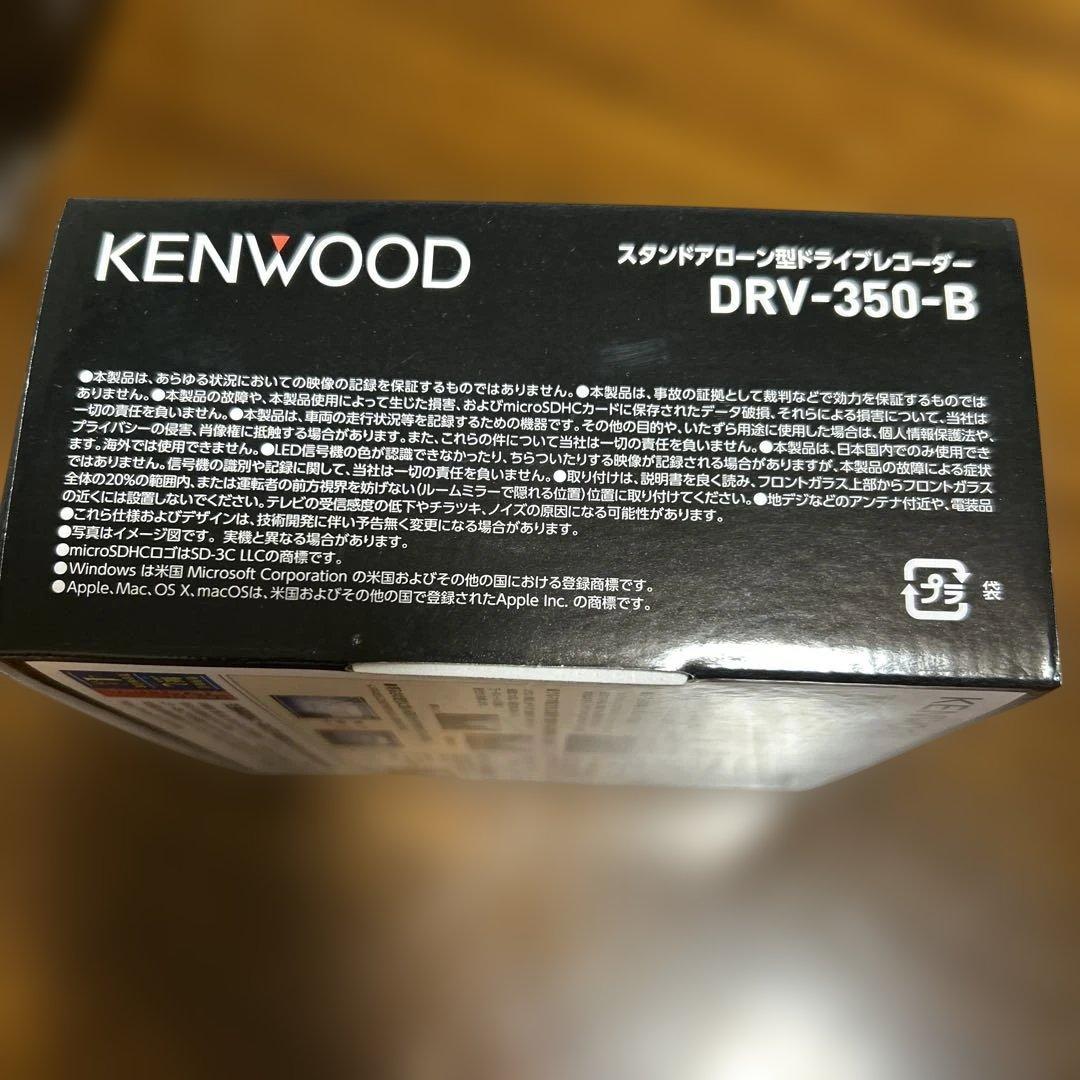 KENWOOD
スタンドアローン型ドライブレコーダー
DRV-350-B
●本製品は、あらゆる状況においての映像の記録を保証するものではありません。●本製品は、事故の証拠として裁判などで効力を保証するものでは
ありません。●本製品の故障や、本製品使用によって生じた損害、およびmicroSDHCカードに保存されたデータ破損、それらによる損害について、当社は
一切の責任を負いません。●本製品は、車両の走行状況等を記録するための機器です。その他の目的や、いたずら用途に使用した場合は、個人情報保護法や、
プライバシーの侵害、肖像権に抵触する場合があります。また、これらの件について当社は一切の責任を負いません。●本製品は、日本国内でのみ使用でき
ます。海外では使用できません。●LED信号機の色が認識できなかったり、ちらついたりする映像が記録される場合がありますが、本製品の故障による症状
ではありません。信号機の識別や記録に関して、当社は一切の責任を負いません。●取り付けは、説明書を良く読み、フロントガラス上部からフロントガラス
全体の20%の範囲内、または運転者の前方視界を妨げない(ルームミラーで隠れる位置)位置に取り付けてください。●地デジなどのアンテナ付近や、電装品
の近くには設置しないでください。テレビの受信感度の低下やチラツキ、ノイズの原因になる可能性があります。
●これら仕様およびデザインは、技術開発に伴い予告無く変更になる場合があります。
●写真はイメージ図です。実機と異なる場合があります。
●microSDHCロゴはSD-3C LLCの商標です。
●Windows は米国 Microsoft Corporation の米国およびその他の国における登録商標です。
●Apple、Mac、OS X、macOSは、米国およびその他の国で登録されたApple Inc. の商標です。
プラ 袋